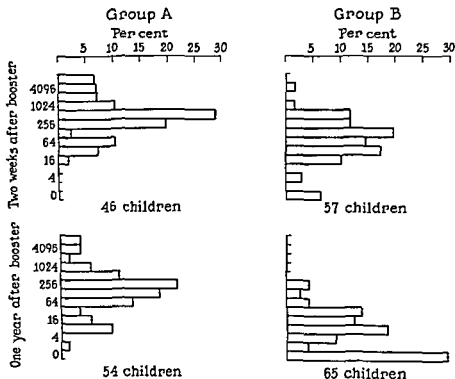 Group A
Per cent
5 10 15 20 25 30
Group B
Per cent
5 10 15 20 25 30
Two weeks after booster
4096
1024
256
64
16
4
0
46 children
57 children
One year after booster
4096
1024
256
64
16
4
0
54 children
65 children